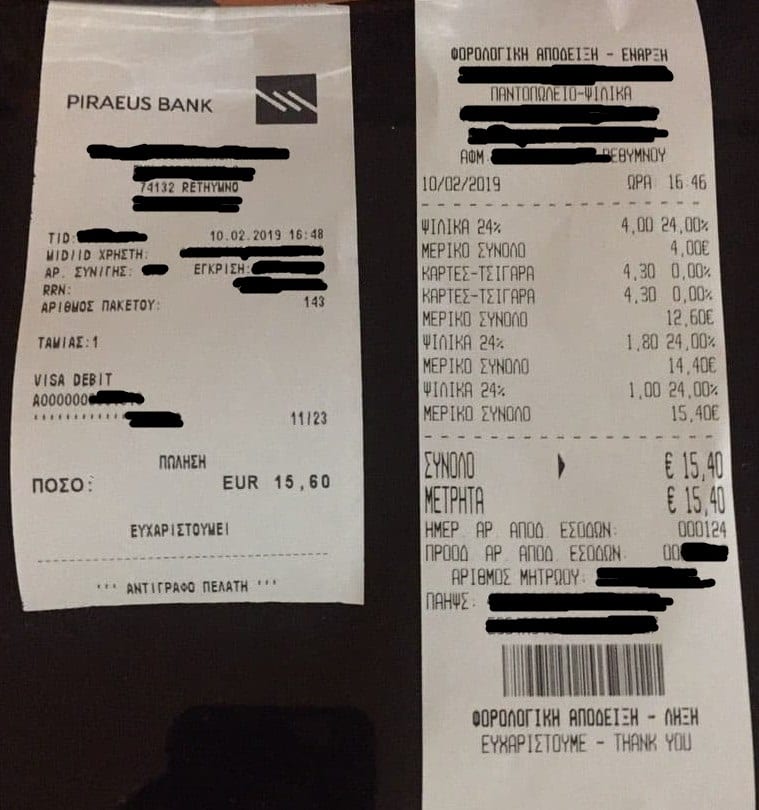 PIRAEUS BANK
74132 RETHYMNO
TID: 10.02.2019 16:48
MID/ID ΧΡΗΣΤΗ:
ΑΡ. ΣΥΝ/ΓΗΣ: ΕΓΚΡΙΣΗ:
RRN:
ΑΡΙΘΜΟΣ ΠΑΚΕΤΟΥ: 143
ΤΑΜΙΑΣ:1
VISA DEBIT
A000000
11/23
ΠΩΛΗΣΗ
ΠΟΣΟ: EUR 15,60
ΕΥΧΑΡΙΣΤΟΥΜΕ!
*** ΑΝΤΙΓΡΑΦΟ ΠΕΛΑΤΗ ***
ΦΟΡΟΛΟΓΙΚΗ ΑΠΟΔΕΙΞΗ - ΕΝΑΡΞΗ
ΠΑΝΤΟΠΩΛΕΙΟ-ΨΙΛΙΚΑ
ΑΦΜ ΡΕΘΥΜΝΟΥ
10/02/2019 ΩΡΑ 16:46
ΨΙΛΙΚΑ 24% 4,00 24,00%
ΜΕΡΙΚΟ ΣΥΝΟΛΟ 4,00€
ΚΑΡΤΕΣ-ΤΣΙΓΑΡΑ 4,30 0,00%
ΚΑΡΤΕΣ-ΤΣΙΓΑΡΑ 4,30 0,00%
ΜΕΡΙΚΟ ΣΥΝΟΛΟ 12,60€
ΨΙΛΙΚΑ 24% 1,80 24,00%
ΜΕΡΙΚΟ ΣΥΝΟΛΟ 14,40€
ΨΙΛΙΚΑ 24% 1,00 24,00%
ΜΕΡΙΚΟ ΣΥΝΟΛΟ 15,40€
ΣΥΝΟΛΟ € 15,40
ΜΕΤΡΗΤΑ € 15,40
ΗΜΕΡ. ΑΡ. ΑΠΟΔ. ΕΣΟΔΩΝ: 000124
ΠΡΟΟΔ. ΑΡ. ΑΠΟΔ. ΕΣΟΔΩΝ: 00
ΑΡΙΘΜΟΣ ΜΗΤΡΩΟΥ:
ΠΑΗΨΣ:
ΦΟΡΟΛΟΓΙΚΗ ΑΠΟΔΕΙΞΗ - ΛΗΞΗ
ΕΥΧΑΡΙΣΤΟΥΜΕ - THANK YOU